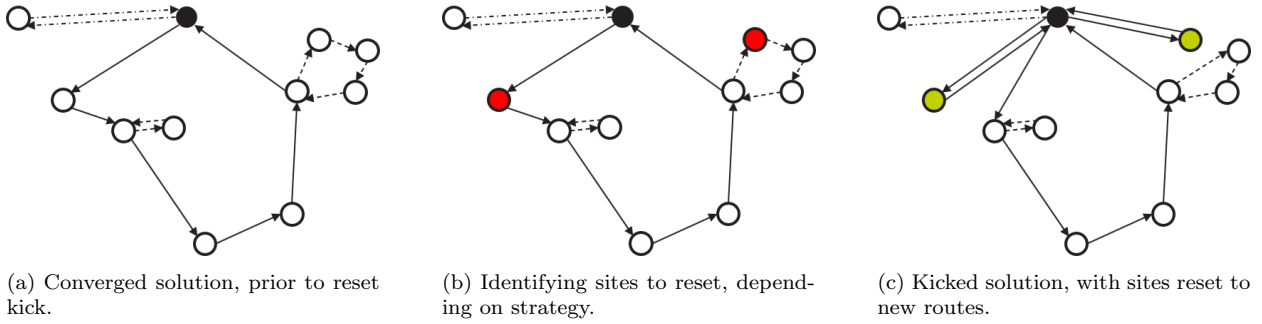 (a) Converged solution, prior to reset
kick.
(b) Identifying sites to reset, depend-
ing on strategy.
(c) Kicked solution, with sites reset to
new routes.